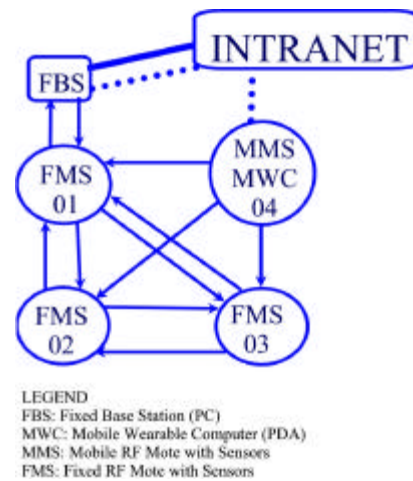 INTRANET
FBS
FMS
01
MMS
MWC
04
FMS
02
FMS
03
LEGEND
FBS: Fixed Base Station (PC)
MWC: Mobile Wearable Computer (PDA)
MMS: Mobile RF Mote with Sensors
FMS: Fixed RF Mote with Sensors